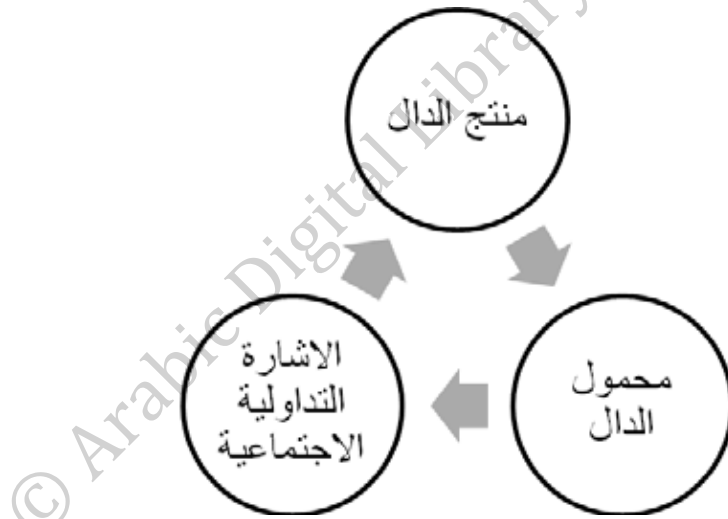 منتج الدال
محمول
الدال
الاشارة
التداولية
الاجتماعية
© Arabic Digital Library